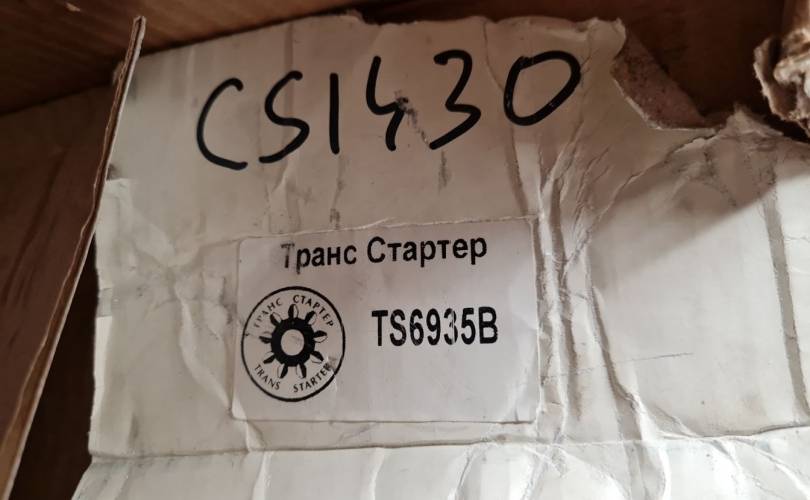 CS1430
Транс Стартер
TS6935B
ТРАНС СТАРТЕР
TRANS STARTER